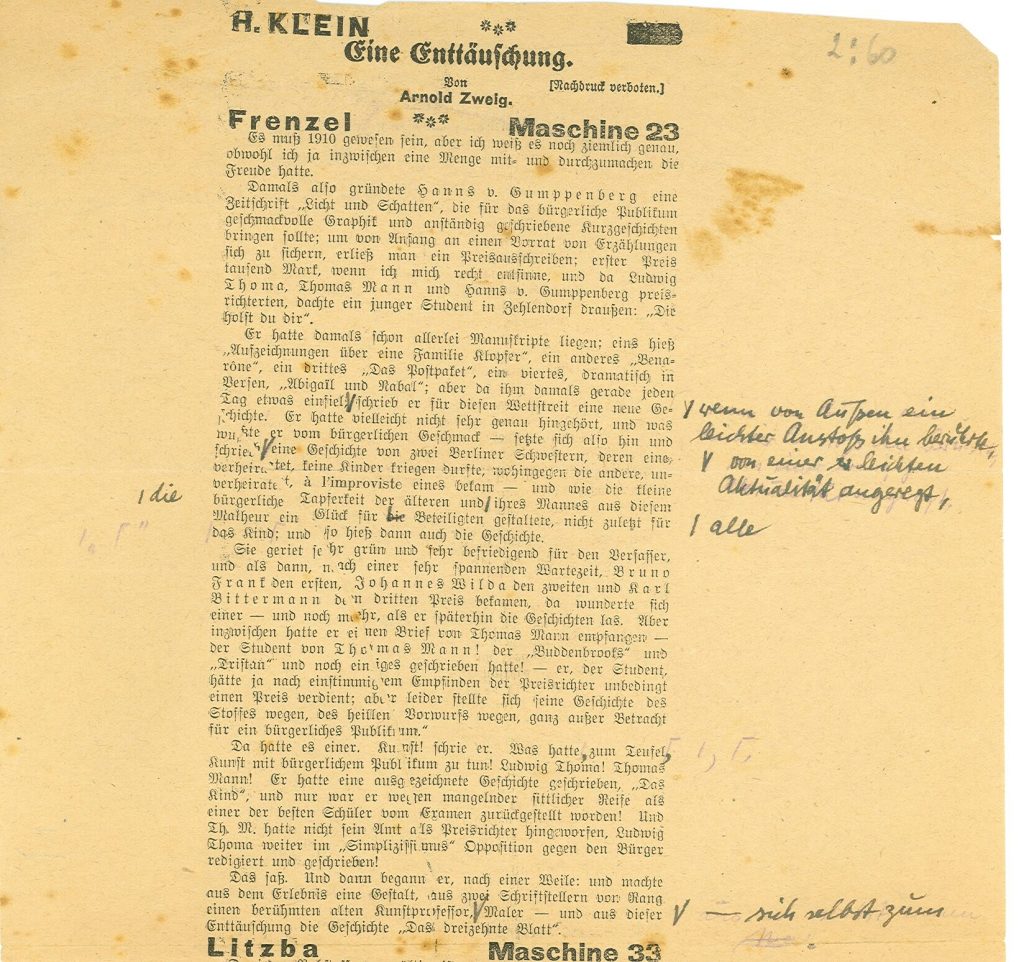 H. KLEIN
2:60
Eine Enttäuschung.
Von
[Nachdruck verboten.]
Arnold Zweig.
Frenzel Maschine 23
Es muß 1910 gewesen sein, aber ich weiß es noch ziemlich genau,
obwohl ich ja inzwischen eine Menge mit- und durchzumachen die
Freude hatte.
Damals also gründete Hanns v. Gumppenberg eine
Zeitschrift „Licht und Schatten“, die für das bürgerliche Publikum
geschmackvolle Graphik und anständig geschriebene Kurzgeschichten
bringen sollte; um von Anfang an einen Vorrat von Erzählungen
sich zu sichern, erließ man ein Preisausschreiben; erster Preis
tausend Mark, wenn ich mich recht entsinne, und da Ludwig
Thoma, Thomas Mann und Hanns v. Gumppenberg preis-
richterten, dachte ein junger Student in Zehlendorf draußen: „Die
holst du dir“.
Er hatte damals schon allerlei Manuskripte liegen; eins hieß
„Aufzeichnungen über eine Familie Klopfer“, ein anderes „Bena-
rône“, ein drittes „Das Postpaket“, ein viertes, dramatisch in
Versen, „Abigaïl und Nabal“; aber da ihm damals gerade jeden
Tag etwas einfiel, schrieb er für diesen Wettstreit eine neue Ge-
schichte. Er hatte vielleicht nicht sehr genau hingehört, und was
wußte er vom bürgerlichen Geschmack — setzte sich also hin und
schrieb eine Geschichte von zwei Berliner Schwestern, deren eine,
verheiratet, keine Kinder kriegen durfte, wohingegen die andere, un-
verheiratet, à l'improviste eines bekam — und wie die kleine
bürgerliche Tapferkeit der älteren und ihres Mannes aus diesem
Malheur ein Glück für die Beteiligten gestaltete, nicht zuletzt für
das Kind; und so hieß dann auch die Geschichte.
V wenn von Außen ein
leichter Anstoß ihn berührte,
V von einer leichten
Aktualität angeregt,
| die
| alle
Sie geriet sehr grün und sehr befriedigend für den Verfasser,
und als dann, nach einer sehr spannenden Wartezeit, Bruno
Frank den ersten, Johannes Wilda den zweiten und Karl
Bittermann den dritten Preis bekamen, da wunderte sich
einer — und noch mehr, als er späterhin die Geschichten las. Aber
inzwischen hatte er einen Brief von Thomas Mann empfangen —
der Student von Thomas Mann! der „Buddenbrooks“ und
„Tristan“ und noch einiges geschrieben hatte! — er, der Student,
hätte ja nach einstimmigem Empfinden der Preisrichter unbedingt
einen Preis verdient; aber leider stellte sich seine Geschichte des
Stoffes wegen, des heiklen Vorwurfs wegen, ganz außer Betracht
für ein bürgerliches Publikum.“
Da hatte es einer. Kunst! schrie er. Was hatte, zum Teufel,
Kunst mit bürgerlichem Publikum zu tun! Ludwig Thoma! Thomas
Mann! Er hatte eine ausgezeichnete Geschichte geschrieben, „Das
Kind“, und nur war er wegen mangelnder sittlicher Reife als
einer der besten Schüler vom Examen zurückgestellt worden! Und
Th. M. hatte nicht sein Amt als Preisrichter hingeworfen, Ludwig
Thoma weiter im „Simplizissimus“ Opposition gegen den Bürger
redigiert und geschrieben!
Das saß. Und dann begann er, nach einer Weile: und machte
aus dem Erlebnis eine Gestalt, aus zwei Schriftstellern von Rang
einen berühmten alten Kunstprofessor, Maler — und aus dieser
Enttäuschung die Geschichte „Das dreizehnte Blatt“.
V — sich selbst zum
Litzba Maschine 33